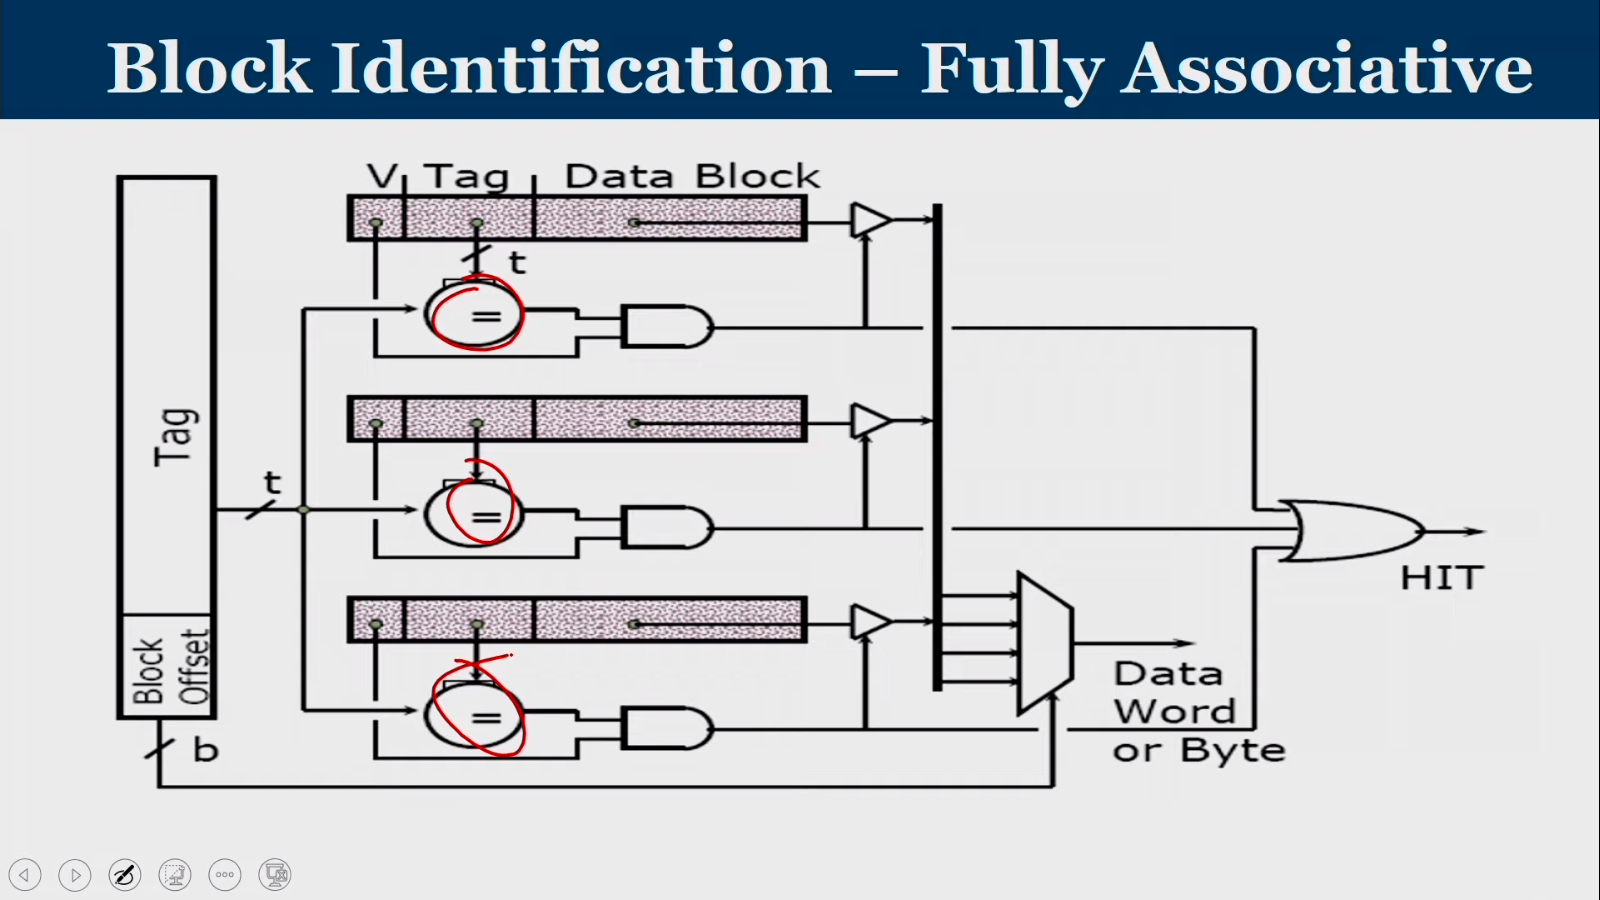 Block Identification – Fully Associative
V Tag Data Block
t
=
t
=
=
Tag
Block
Offset
b
HIT
Data
Word
or Byte